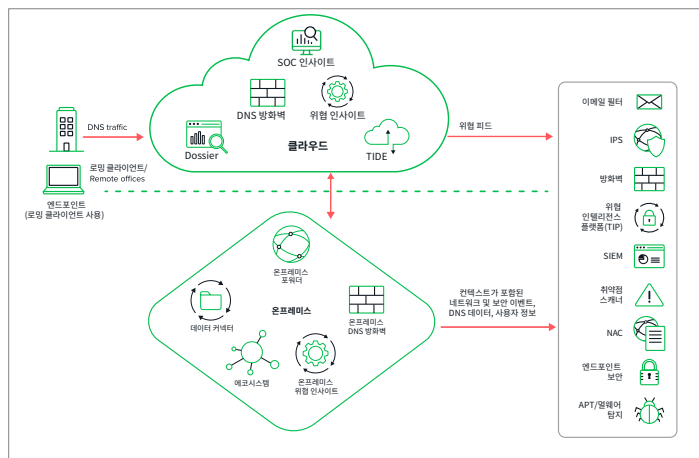 SOC 인사이트
DNS 방화벽
위협 인사이트
Dossier
클라우드
TIDE
DNS traffic
로밍 클라이언트/
Remote offices
엔드포인트
(로밍 클라이언트 사용)
위협 피드
온프레미스
포워더
데이터 커넥터
온프레미스
온프레미스
DNS 방화벽
에코시스템
온프레미스
위협 인사이트
컨텍스트가 포함된
네트워크 및 보안 이벤트,
DNS 데이터, 사용자 정보
이메일 필터
IPS
방화벽
위협
인텔리전스
플랫폼(TIP)
SIEM
취약점
스캐너
NAC
엔드포인트
보안
APT/멀웨어
탐지